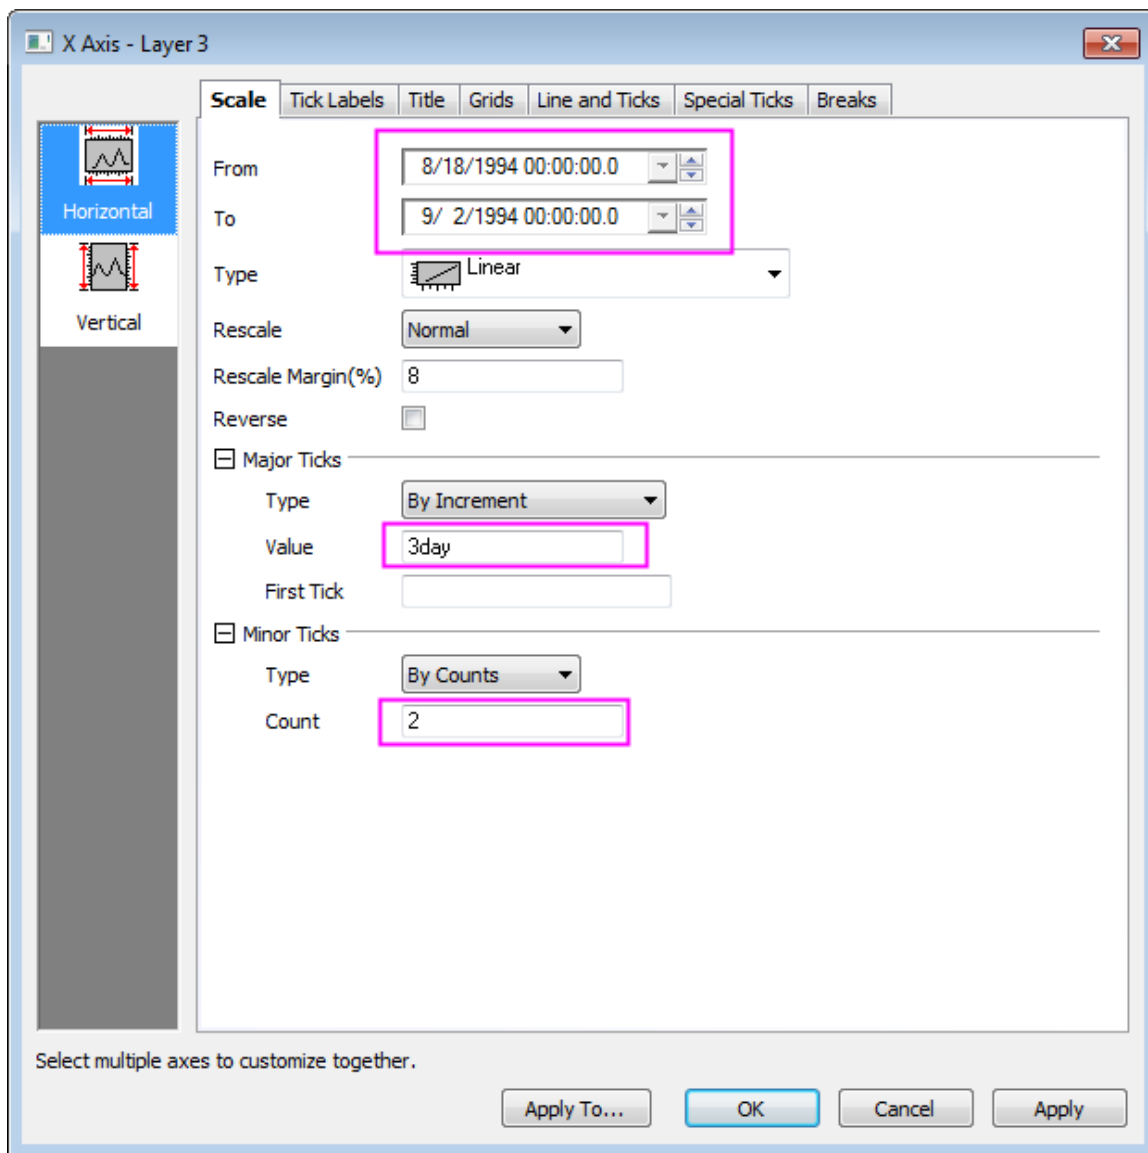 X Axis - Layer 3
Scale Tick Labels Title Grids Line and Ticks Special Ticks Breaks
Horizontal
Vertical
From 8/18/1994 00:00:00.0
To 9/ 2/1994 00:00:00.0
Type Linear
Rescale Normal
Rescale Margin(%) 8
Reverse
Major Ticks
Type By Increment
Value 3day
First Tick
Minor Ticks
Type By Counts
Count 2
Select multiple axes to customize together.
Apply To... OK Cancel Apply